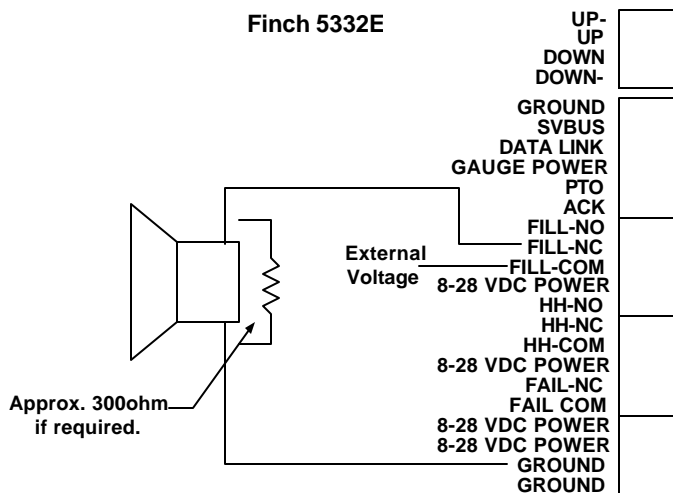 Finch 5332E
UP-
UP
DOWN
DOWN-
GROUND
SVBUS
DATA LINK
GAUGE POWER
PTO
ACK
FILL-NO
FILL-NC
FILL-COM
8-28 VDC POWER
HH-NO
HH-NC
HH-COM
8-28 VDC POWER
FAIL-NC
FAIL COM
8-28 VDC POWER
8-28 VDC POWER
GROUND
GROUND
External
Voltage
Approx. 300ohm
if required.